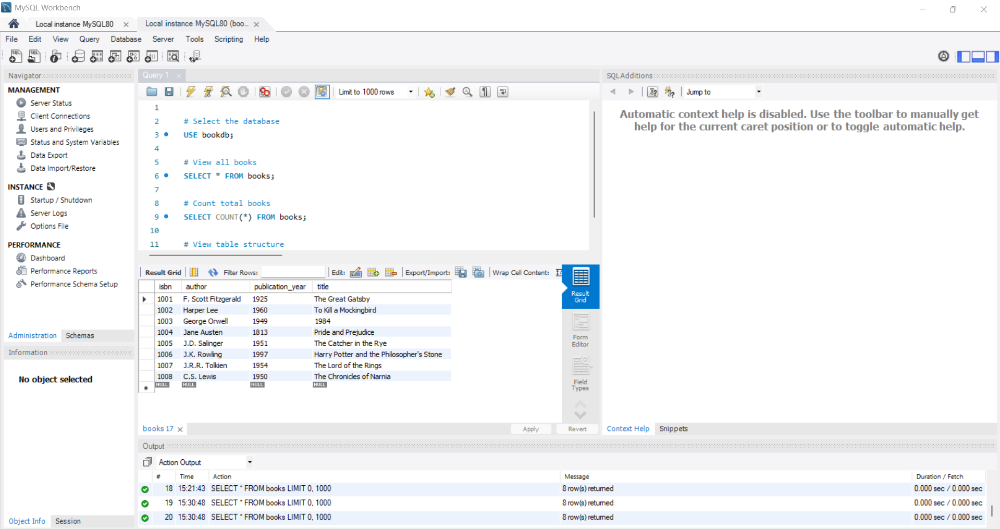 MySQL Workbench
Local instance MySQL80
Local instance MySQL80 (boo...
File Edit View Query Database Server Tools Scripting Help
Navigator
MANAGEMENT
Server Status
Client Connections
Users and Privileges
Status and System Variables
Data Export
Data Import/Restore
INSTANCE
Startup / Shutdown
Server Logs
Options File
PERFORMANCE
Dashboard
Performance Reports
Performance Schema Setup
Administration Schemas
Information
No object selected
Object Info Session
Query 1
Limit to 1000 rows
1
2 # Select the database
3 USE bookdb;
4
5 # View all books
6 SELECT * FROM books;
7
8 # Count total books
9 SELECT COUNT(*) FROM books;
10
11 # View table structure
Result Grid Filter Rows: Edit: Export/Import: Wrap Cell Content:
isbn author publication_year title
1001 F. Scott Fitzgerald 1925 The Great Gatsby
1002 Harper Lee 1960 To Kill a Mockingbird
1003 George Orwell 1949 1984
1004 Jane Austen 1813 Pride and Prejudice
1005 J.D. Salinger 1951 The Catcher in the Rye
1006 J.K. Rowling 1997 Harry Potter and the Philosopher's Stone
1007 J.R.R. Tolkien 1954 The Lord of the Rings
1008 C.S. Lewis 1950 The Chronicles of Narnia
NULL NULL NULL NULL
Result
Grid
Form
Editor
Field
Types
books 17
Apply Revert
SQLAdditions
Jump to
Automatic context help is disabled. Use the toolbar to manually get
help for the current caret position or to toggle automatic help.
Context Help Snippets
Output
Action Output
# Time Action Message Duration / Fetch
18 15:21:43 SELECT * FROM books LIMIT 0, 1000 8 row(s) returned 0.000 sec / 0.000 sec
19 15:30:48 SELECT * FROM books LIMIT 0, 1000 8 row(s) returned 0.000 sec / 0.000 sec
20 15:30:48 SELECT * FROM books LIMIT 0, 1000 8 row(s) returned 0.000 sec / 0.000 sec